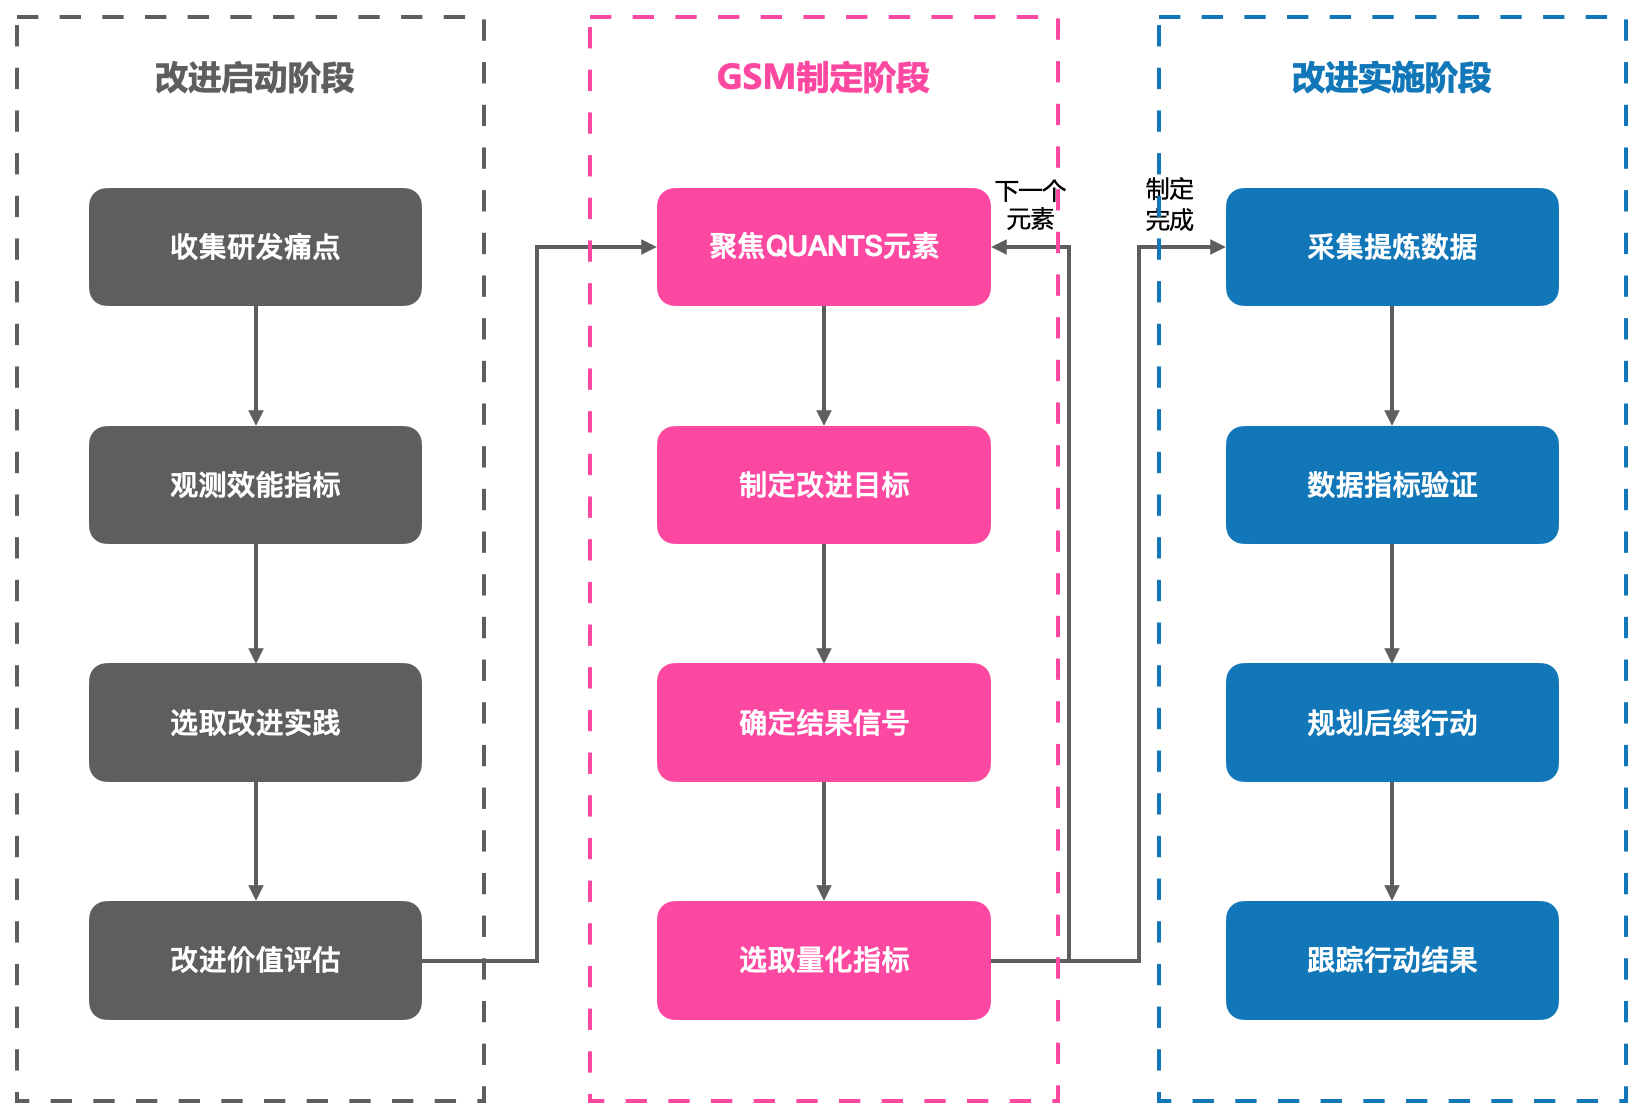 改进启动阶段
收集研发痛点
观测效能指标
选取改进实践
改进价值评估
GSM制定阶段
聚焦QUANTS元素
下一个
元素
制定改进目标
确定结果信号
选取量化指标
制定
完成
改进实施阶段
采集提炼数据
数据指标验证
规划后续行动
跟踪行动结果